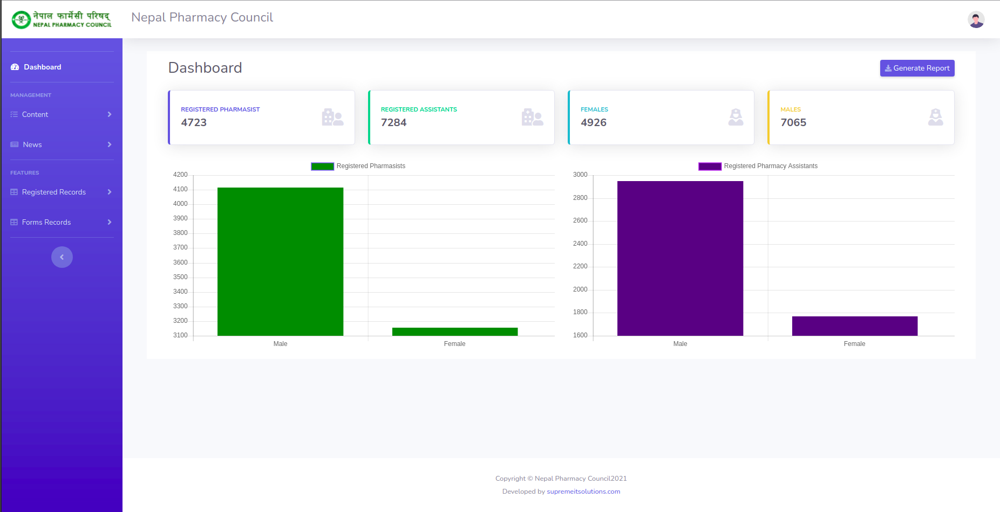 नेपाल फार्मेसी परिषद्
NEPAL PHARMACY COUNCIL
Nepal Pharmacy Council
Dashboard
MANAGEMENT
Content
News
FEATURES
Registered Records
Forms Records
Dashboard
Generate Report
REGISTERED PHARMASIST
4723
REGISTERED ASSISTANTS
7284
FEMALES
4926
MALES
7065
Registered Pharmasists
4200
4100
4000
3900
3800
3700
3600
3500
3400
3300
3200
3100
Male Female
Registered Pharmacy Assistants
3000
2800
2600
2400
2200
2000
1800
1600
Male Female
Copyright © Nepal Pharmacy Council2021
Developed by supremeitsolutions.com